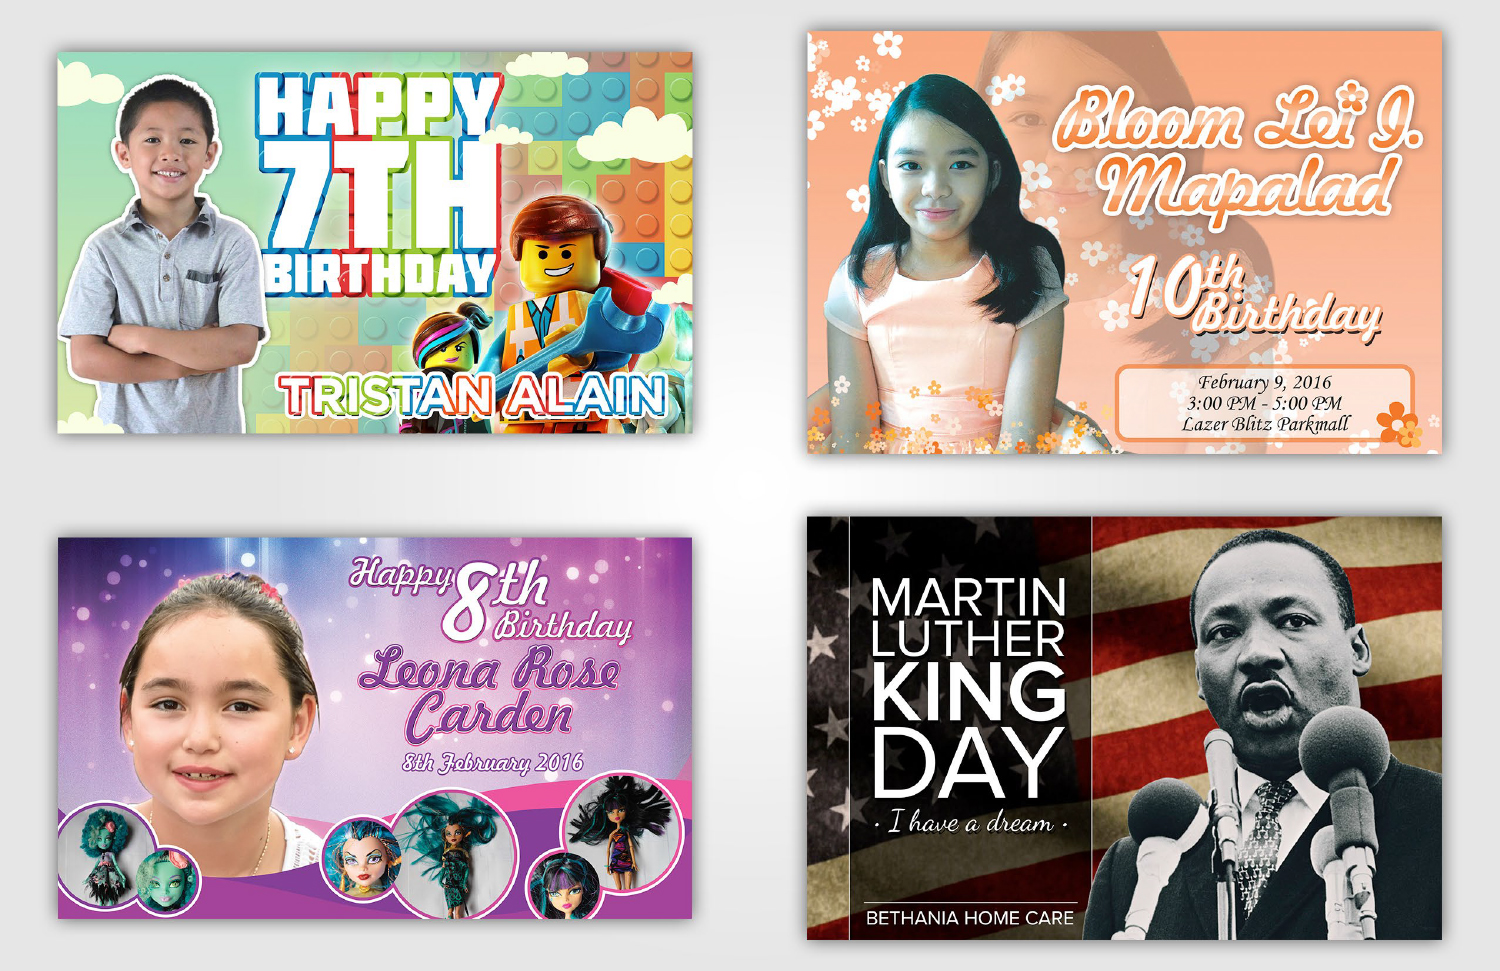 HAPPY
7TH
BIRTHDAY
TRISTAN ALAIN
Bloom Lei J.
Mapalad
10th
Birthday
February 9, 2016
3:00 PM - 5:00 PM
Lazer Blitz Parkmall
Happy 8th
Birthday
Leona Rose
Carden
8th February 2016
MARTIN
LUTHER
KING
DAY
· I have a dream ·
BETHANIA HOME CARE